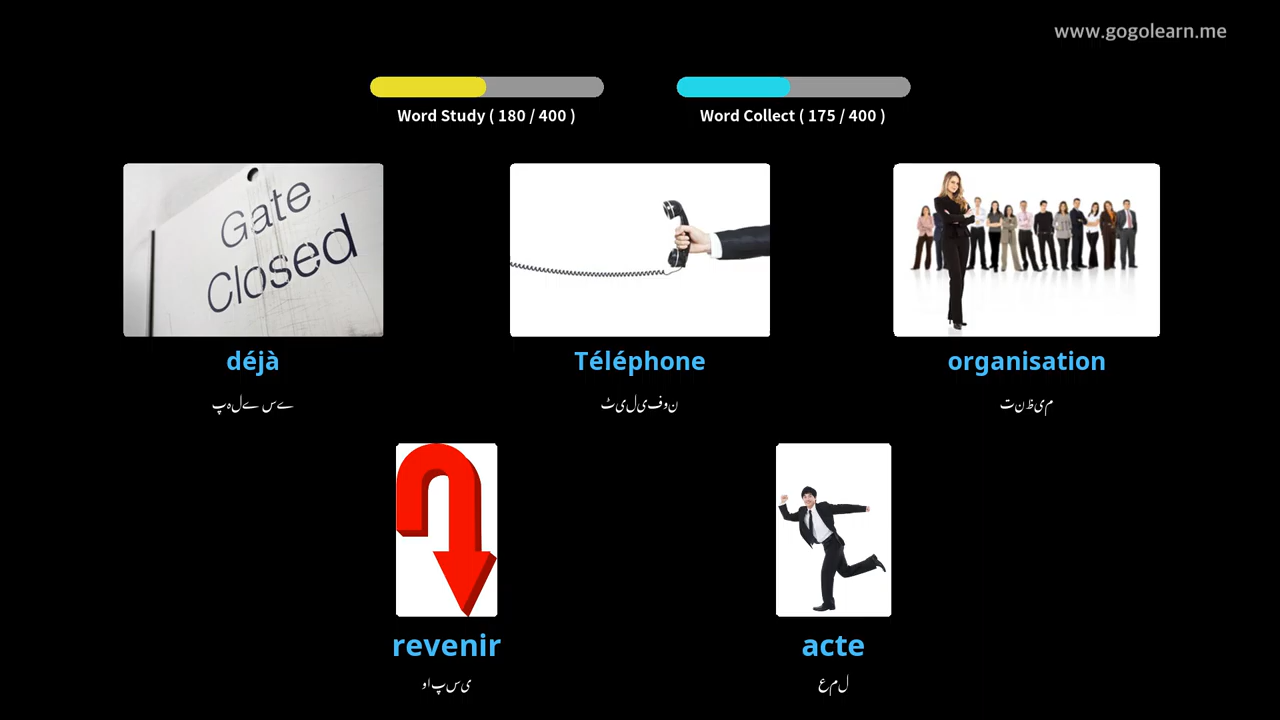 www.gogolearn.me
Word Study ( 180 / 400 )
Word Collect ( 175 / 400 )
Gate
Closed
déjà
Téléphone
organisation
پہلے سے
ٹیلیفون
تنظیم
revenir
acte
واپسی
عمل